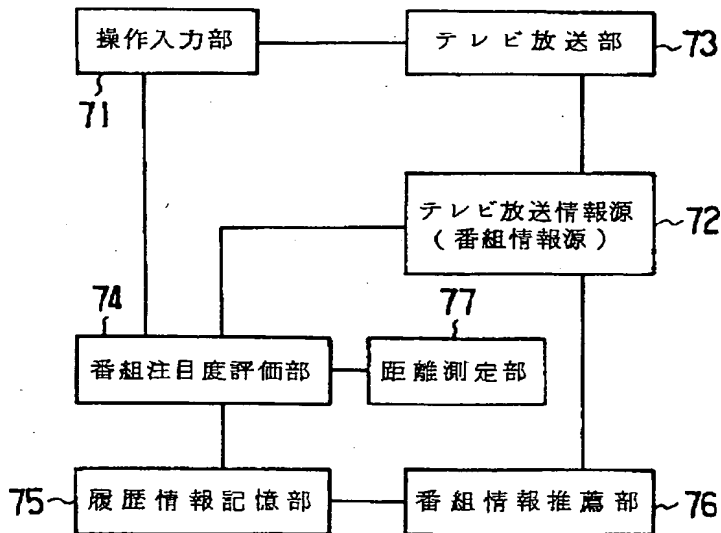 操作入力部
テレビ放送部
73
71
テレビ放送情報源
(番組情報源)
72
74
77
番組注目度評価部
距離測定部
75
履歴情報記憶部
番組情報推薦部
76